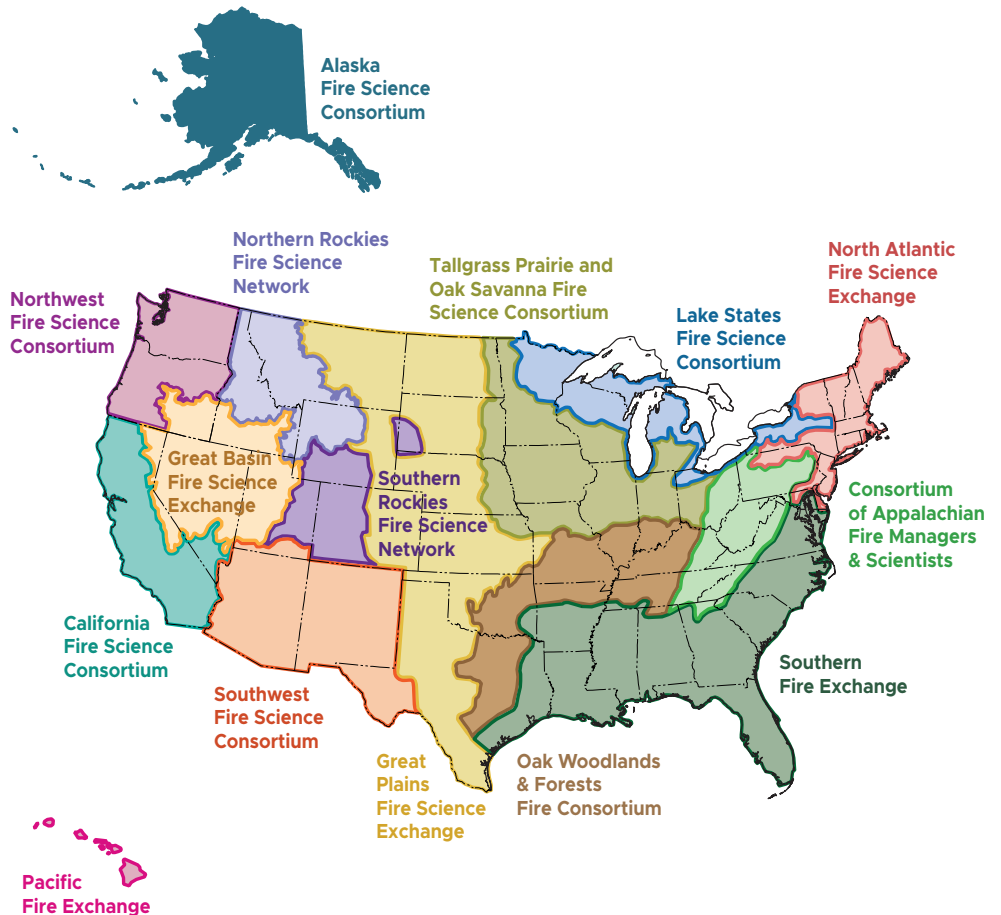 Alaska
Fire Science
Consortium
Northern Rockies
Fire Science
Network
Tallgrass Prairie and
Oak Savanna Fire
Science Consortium
North Atlantic
Fire Science
Exchange
Northwest
Fire Science
Consortium
Lake States
Fire Science
Consortium
Great Basin
Fire Science
Exchange
Southern
Rockies
Fire Science
Network
Consortium
of Appalachian
Fire Managers
& Scientists
California
Fire Science
Consortium
Southwest
Fire Science
Consortium
Southern
Fire Exchange
Great
Plains
Fire Science
Exchange
Oak Woodlands
& Forests
Fire Consortium
Pacific
Fire Exchange